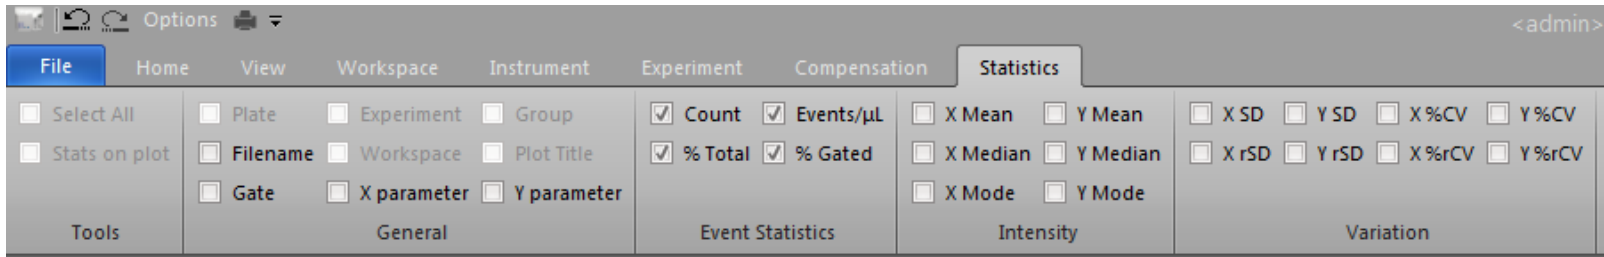 Options <admin>
File Home View Workspace Instrument Experiment Compensation Statistics
Select All Plate Experiment Group Count Events/µL X Mean Y Mean X SD Y SD X %CV Y %CV
Stats on plot Filename Workspace Plot Title % Total % Gated X Median Y Median X rSD Y rSD X %rCV Y %rCV
Gate X parameter Y parameter X Mode Y Mode
Tools General Event Statistics Intensity Variation